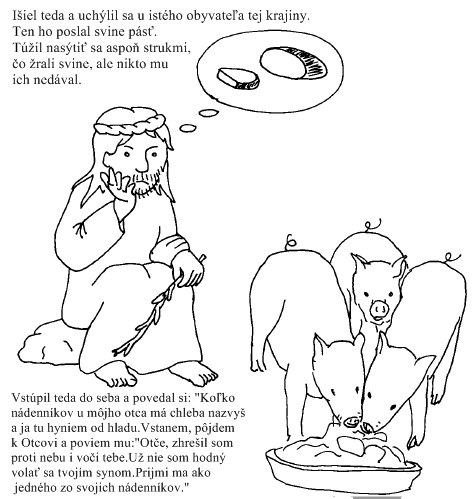 Išiel teda a uchýlil sa u istého obyvateľa tej krajiny.
Ten ho poslal svine pásť.
Túžil nasýtiť sa aspoň strukmi,
čo žrali svine, ale nikto mu
ich nedával.
Vstúpil teda do seba a povedal si: "Koľko
nádenníkov u môjho otca má chleba nazvyš
a ja tu hyniem od hladu.Vstanem, pôjdem
k Otcovi a poviem mu:"Otče, zhrešil som
proti nebu i voči tebe.Už nie som hodný
volať sa tvojím synom.Prijmi ma ako
jedného zo svojich nádenníkov."